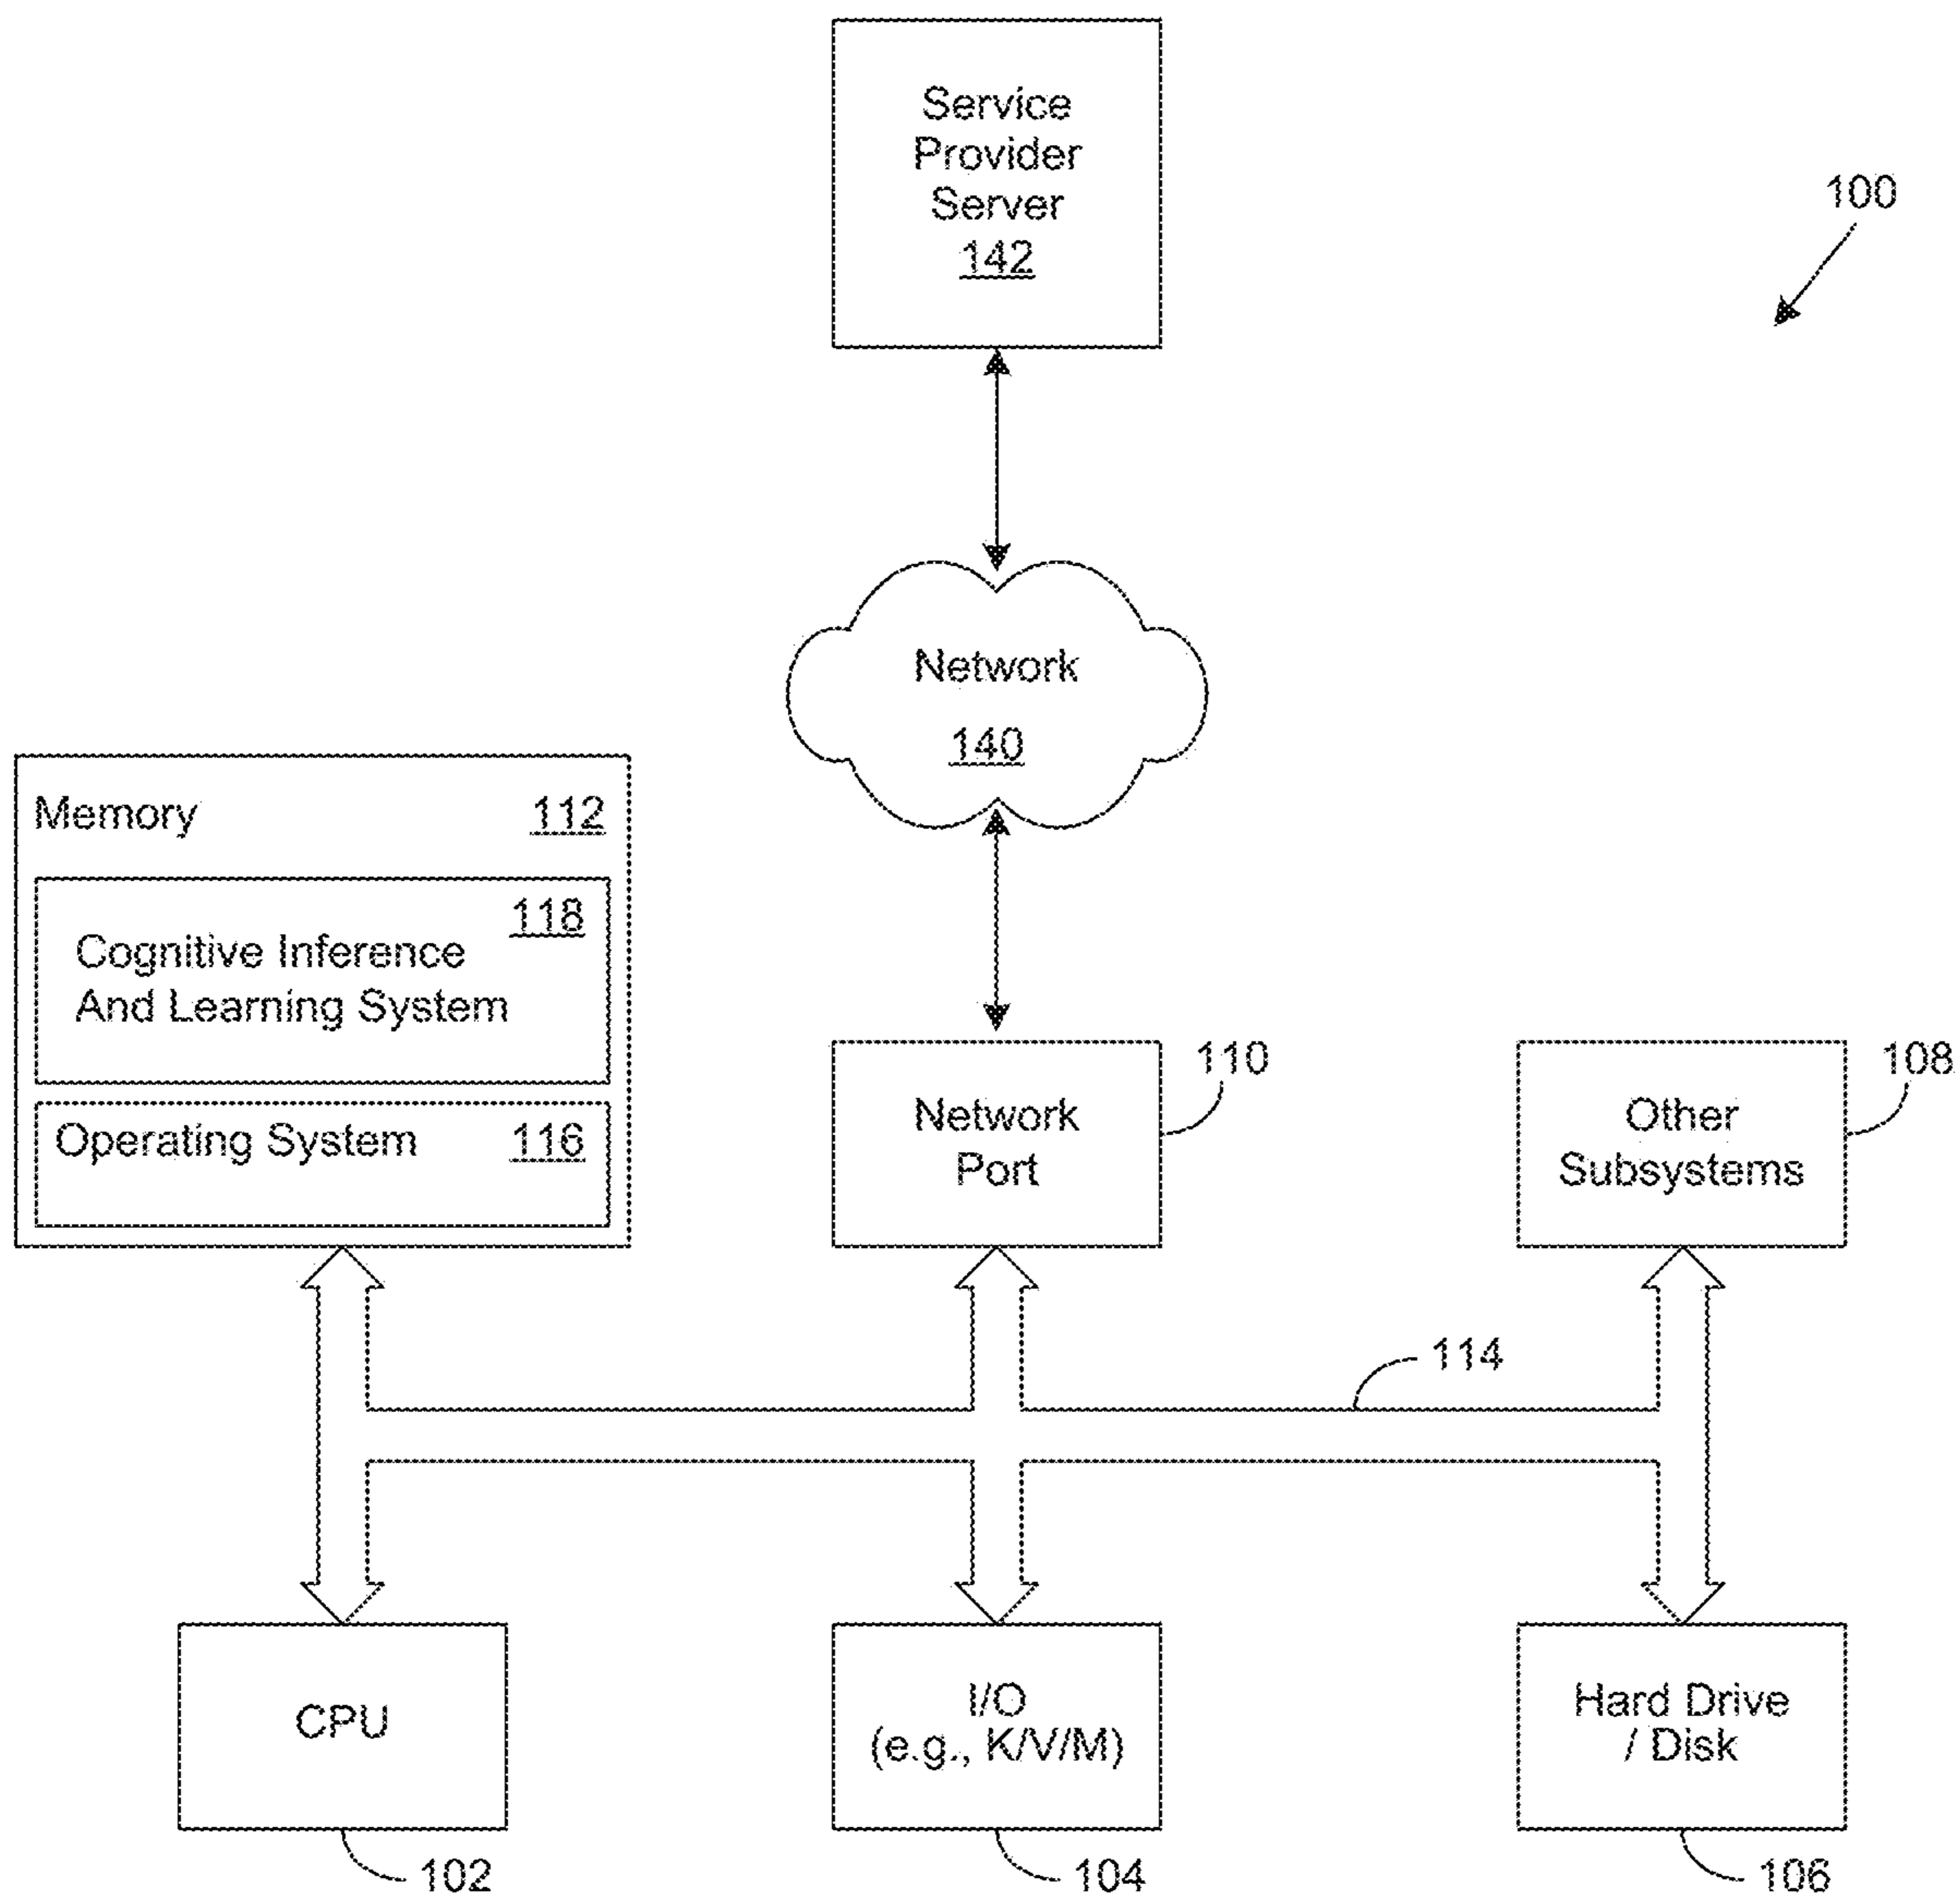 Service
Provider
Server
142
100
Network
140
Memory 112
118
Cognitive Inference
And Learning System
Operating System 116
Network
Port
110
Other
Subsystems
108
114
CPU
102
I/O
(e.g., K/V/M)
104
Hard Drive
/ Disk
106